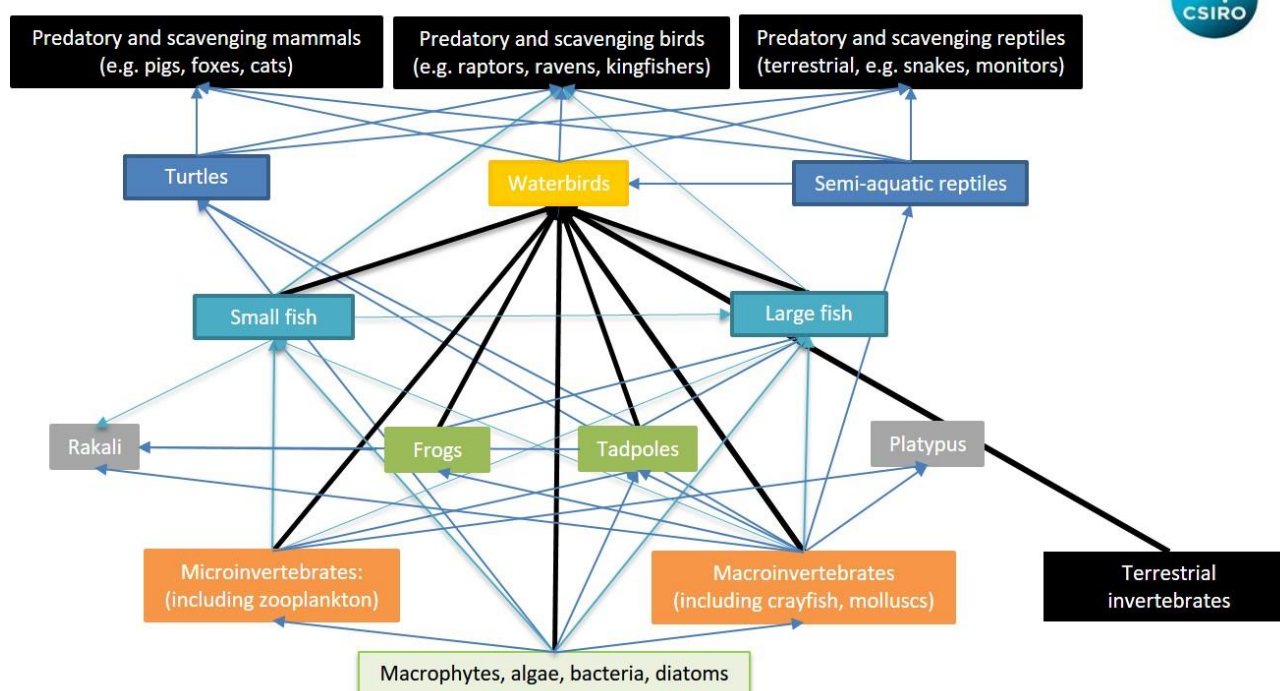 CSIRO
Predatory and scavenging mammals
(e.g. pigs, foxes, cats)
Predatory and scavenging birds
(e.g. raptors, ravens, kingfishers)
Predatory and scavenging reptiles
(terrestrial, e.g. snakes, monitors)
Turtles
Waterbirds
Semi-aquatic reptiles
Small fish
Large fish
Rakali
Frogs
Tadpoles
Platypus
Microinvertebrates:
(including zooplankton)
Macroinvertebrates
(including crayfish, molluscs)
Terrestrial
invertebrates
Macrophytes, algae, bacteria, diatoms